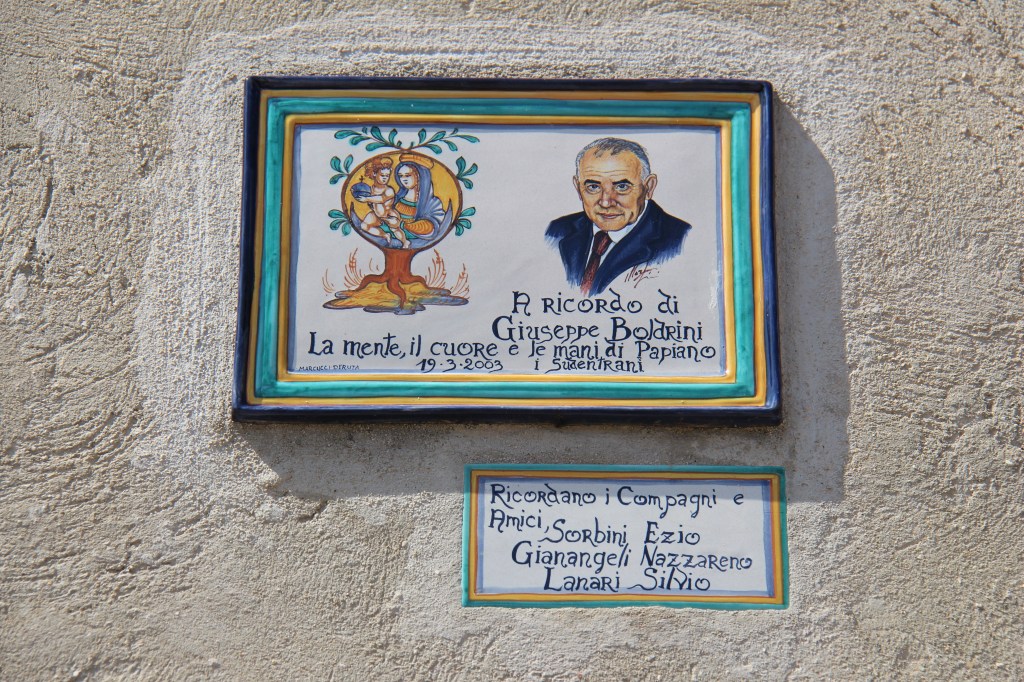 A RICORDO di
GIUSEPPE BOLDRINI
LA MENTE, il CUORE e le MANI di PAPIANO
19.3.2003 i SUDENTRANI
MARCUCCI DERUTA
RICORDANO i COMPAGNI e
AMICI, SORBINI EZIO
GIANANGELI NAZZARENO
LANARI SILVIO